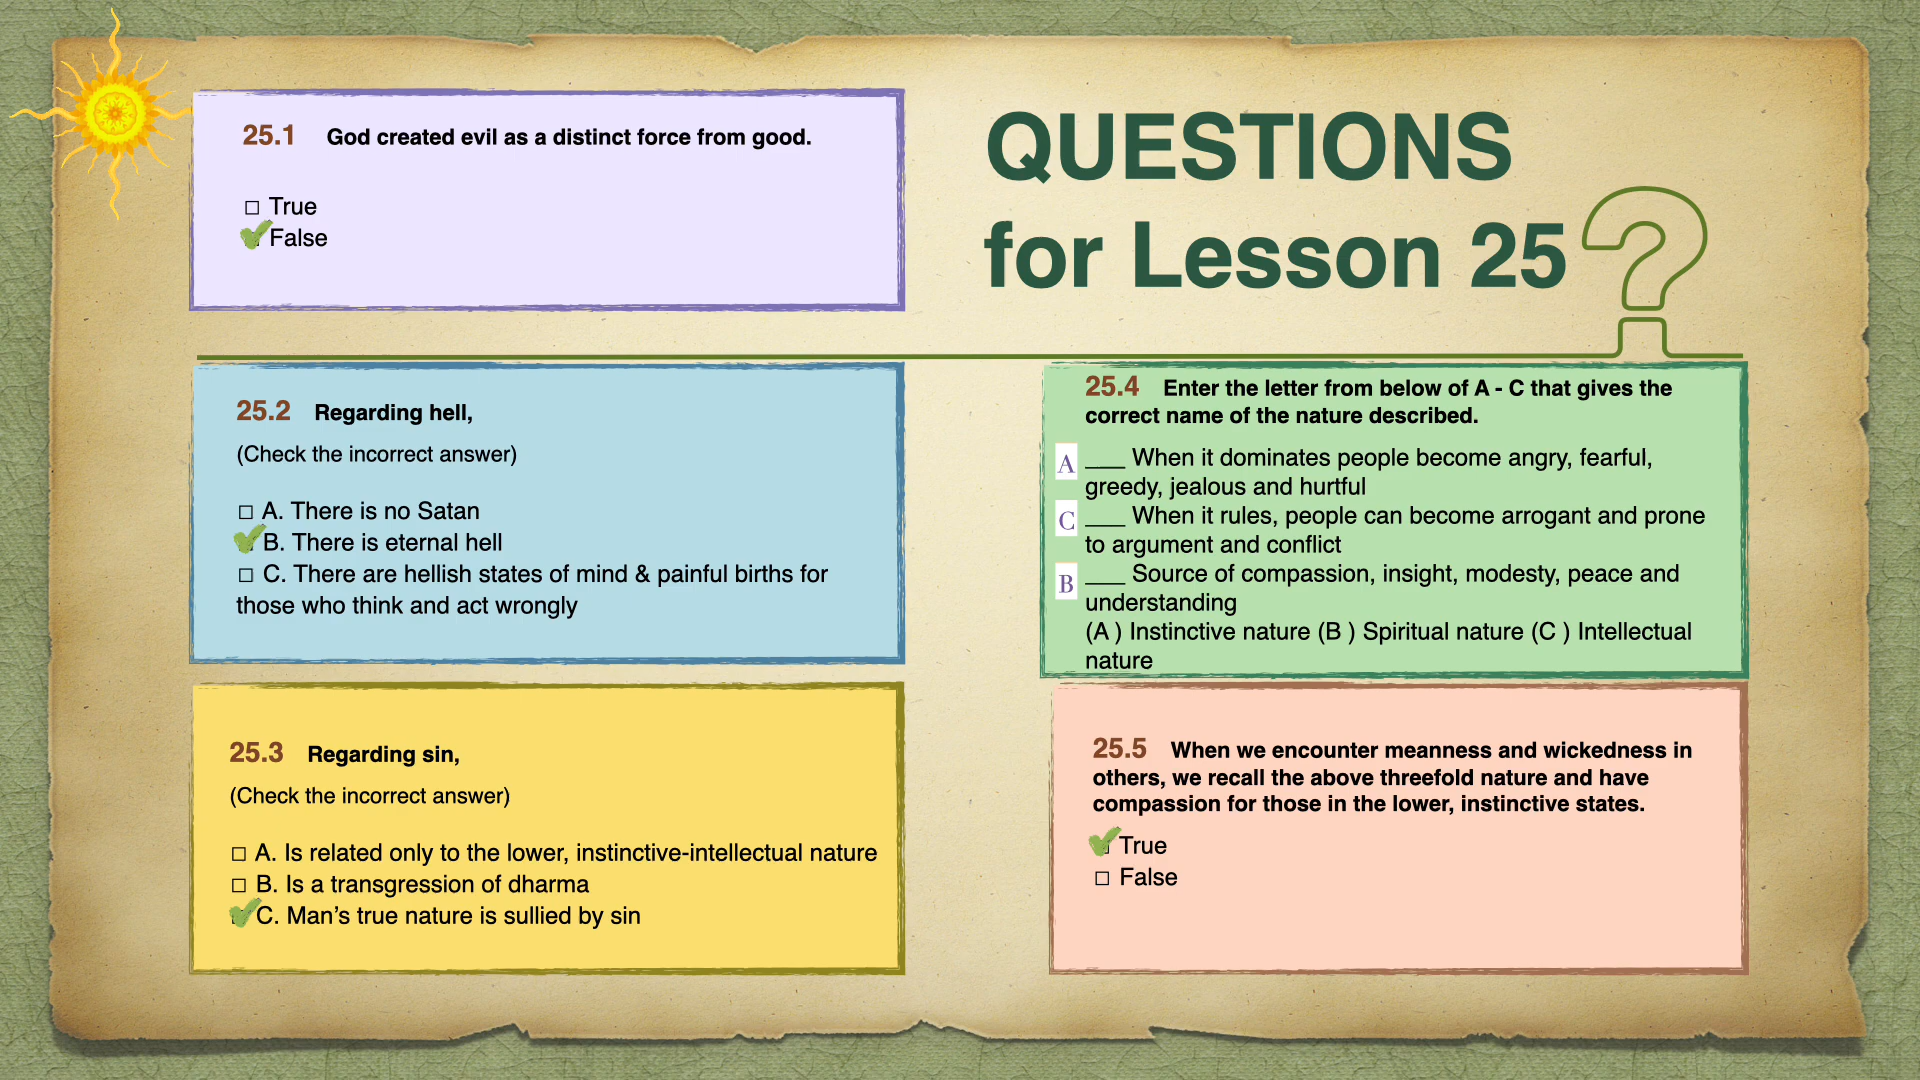 25.1 God created evil as a distinct force from good.
□ True
False
QUESTIONS
for Lesson 25
25.2 Regarding hell,
(Check the incorrect answer)
□ A. There is no Satan
B. There is eternal hell
□ C. There are hellish states of mind & painful births for
those who think and act wrongly
25.3 Regarding sin,
(Check the incorrect answer)
□ A. Is related only to the lower, instinctive-intellectual nature
□ B. Is a transgression of dharma
C. Man’s true nature is sullied by sin
25.4 Enter the letter from below of A - C that gives the
correct name of the nature described.
A ___ When it dominates people become angry, fearful,
greedy, jealous and hurtful
C ___ When it rules, people can become arrogant and prone
to argument and conflict
B ___ Source of compassion, insight, modesty, peace and
understanding
(A ) Instinctive nature (B ) Spiritual nature (C ) Intellectual
nature
25.5 When we encounter meanness and wickedness in
others, we recall the above threefold nature and have
compassion for those in the lower, instinctive states.
True
□ False